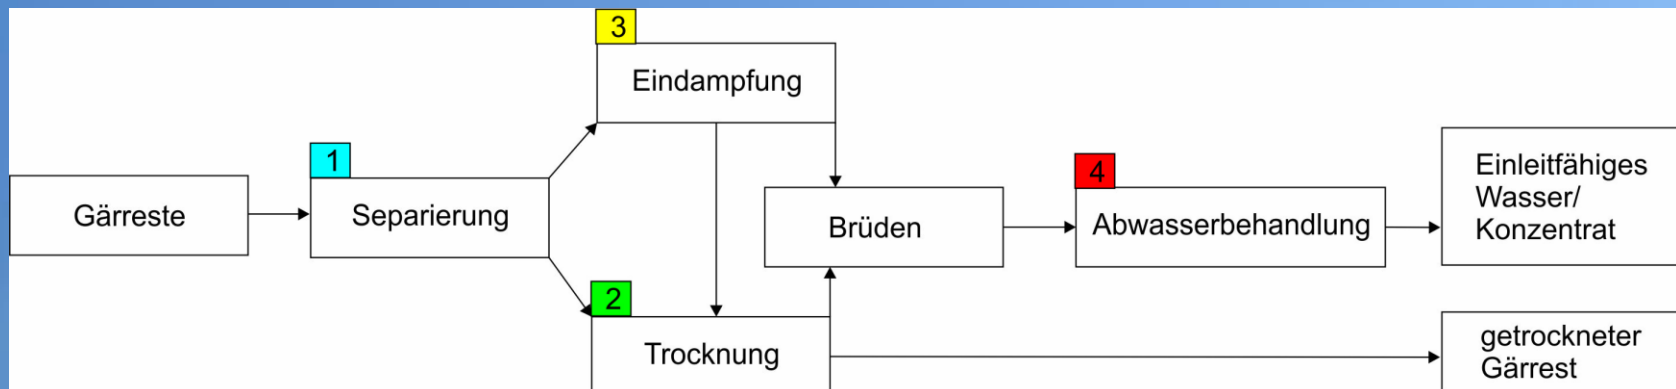 3
Eindampfung
1
Gärreste
Separierung
Brüden
4
Abwasserbehandlung
Einleitfähiges
Wasser/
Konzentrat
2
Trocknung
getrockneter
Gärrest